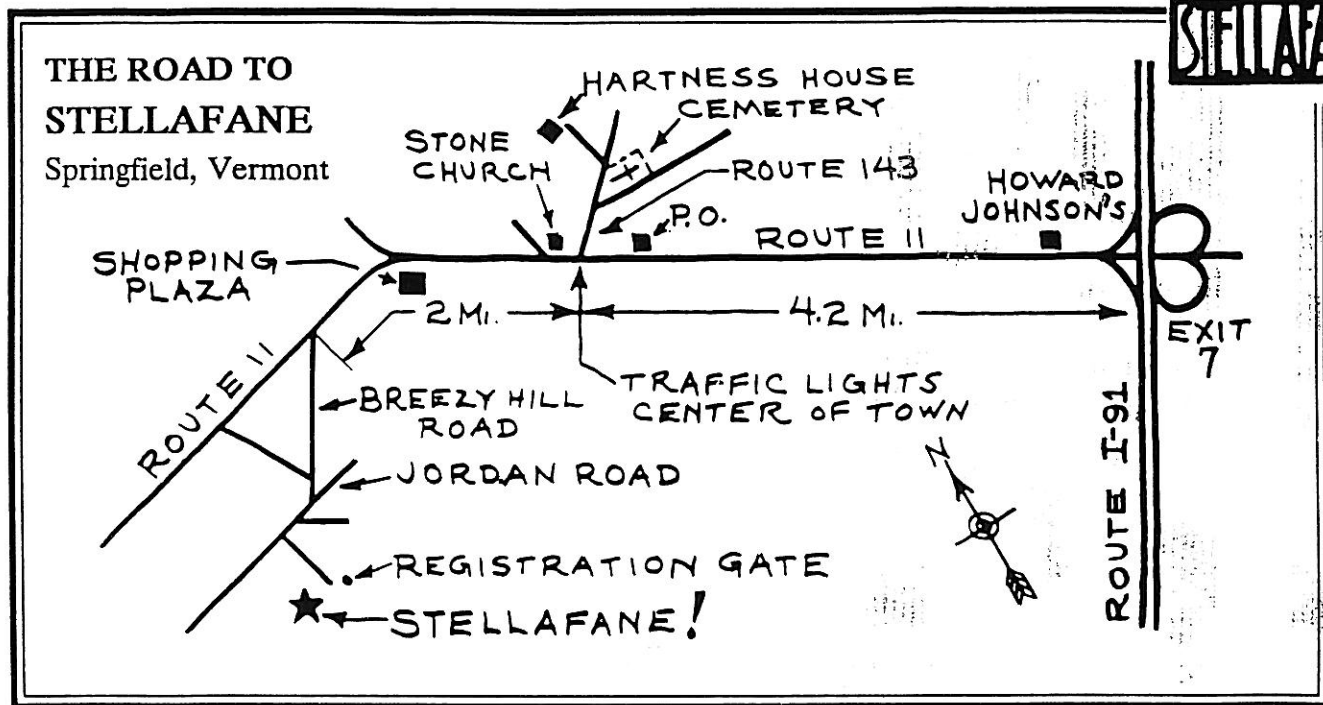 STELLAFA
THE ROAD TO
STELLAFANE
Springfield, Vermont
HARTNESS HOUSE
CEMETERY
STONE
CHURCH
ROUTE 143
P.O.
HOWARD
JOHNSON'S
ROUTE 11
SHOPPING
PLAZA
2 MI.
4.2 MI.
EXIT
7
ROUTE 11
BREEZY HILL
ROAD
TRAFFIC LIGHTS
CENTER OF TOWN
JORDAN ROAD
N
ROUTE I-91
REGISTRATION GATE
STELLAFANE!